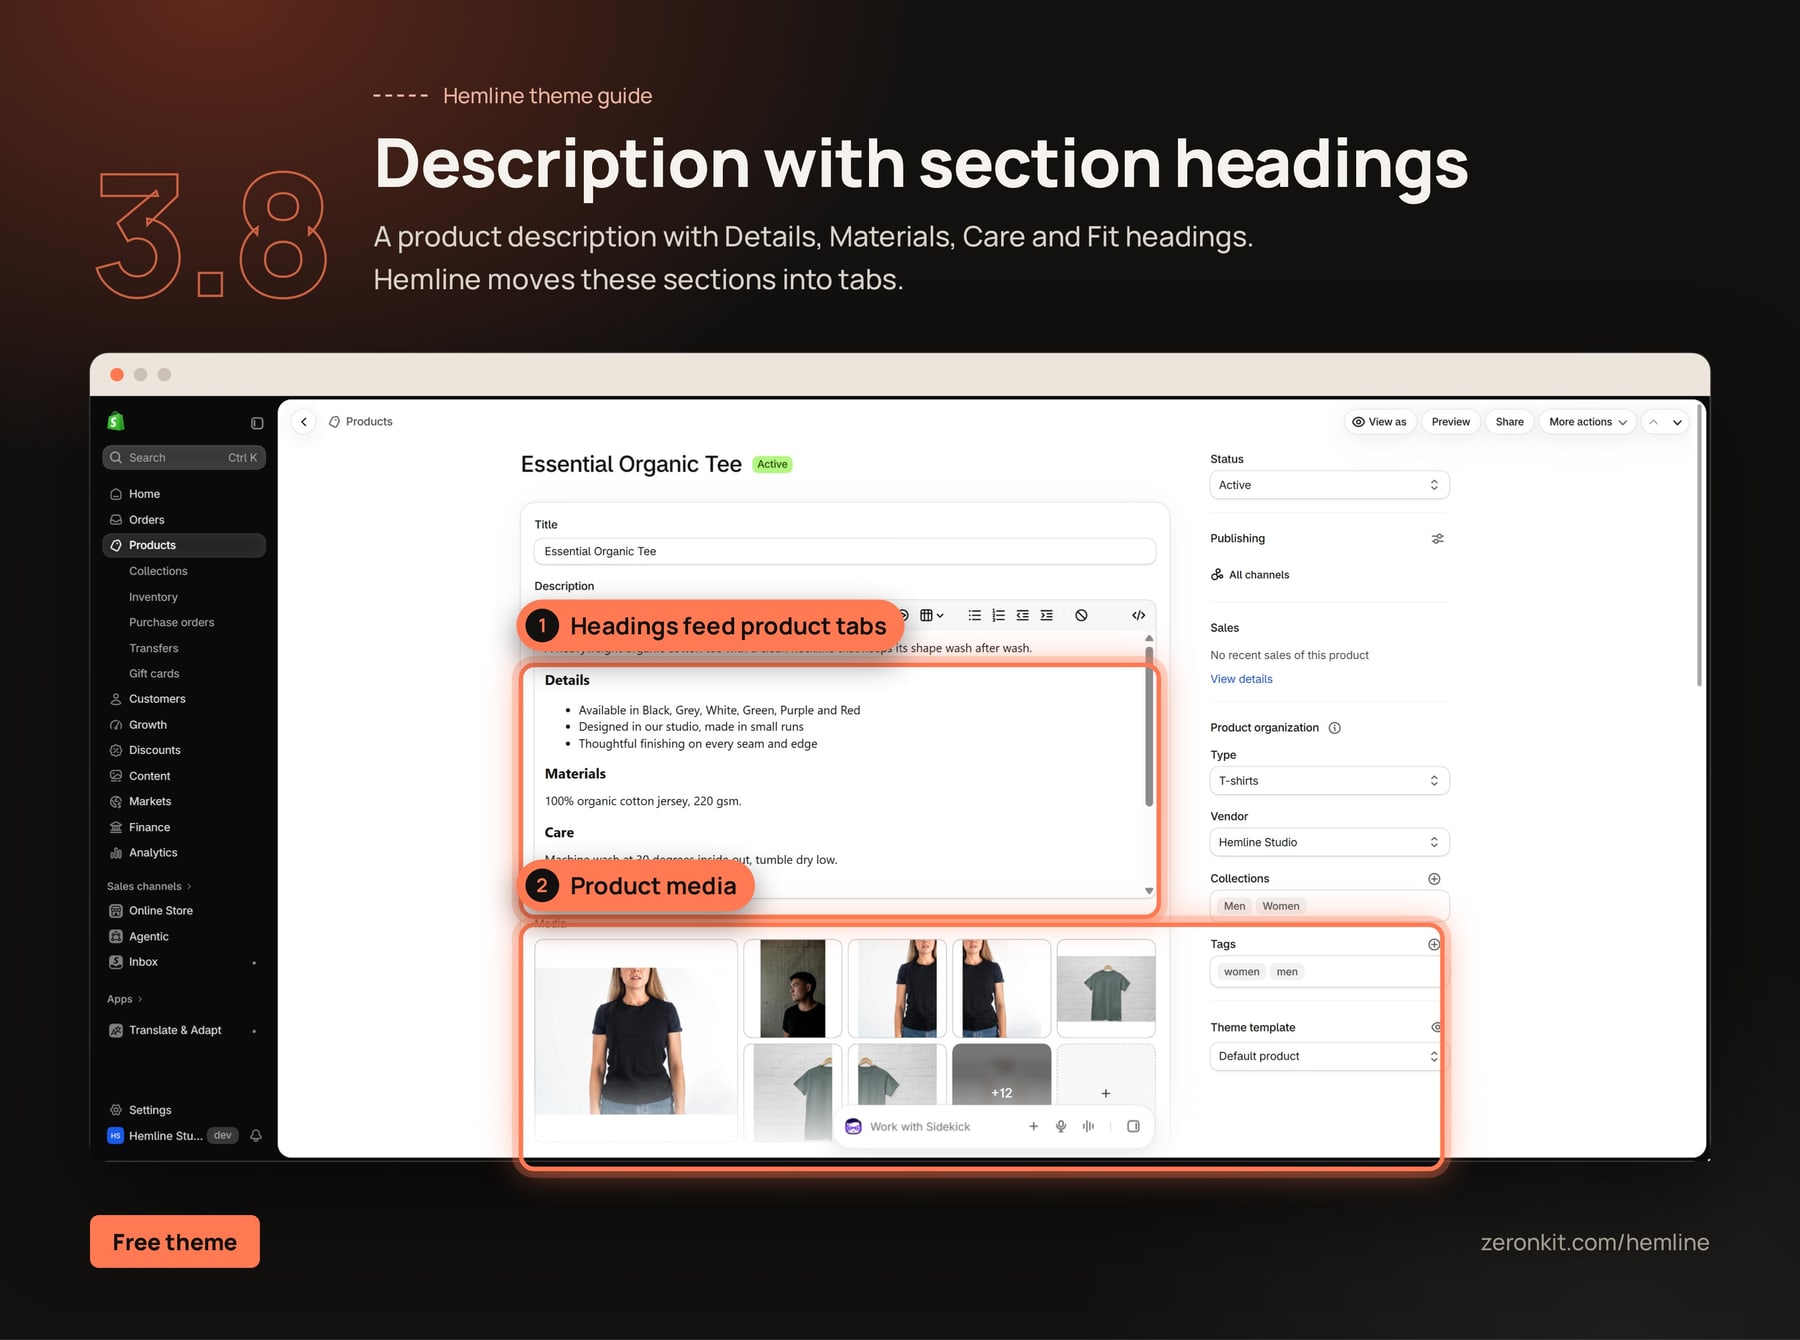 Hemline theme guide
3.8
Description with section headings
A product description with Details, Materials, Care and Fit headings.
Hemline moves these sections into tabs.
Search Ctrl K
Home
Orders
Products
Collections
Inventory
Purchase orders
Transfers
Gift cards
Customers
Growth
Discounts
Content
Markets
Finance
Analytics
Sales channels
Online Store
Agentic
Inbox
Apps
Translate & Adapt
Settings
HS Hemline Stu... dev
Products
View as
Preview
Share
More actions
Essential Organic Tee Active
Title
Essential Organic Tee
Description
1 Headings feed product tabs
its shape wash after wash.
Details
• Available in Black, Grey, White, Green, Purple and Red
• Designed in our studio, made in small runs
• Thoughtful finishing on every seam and edge
Materials
100% organic cotton jersey, 220 gsm.
Care
Machine wash at 30 degrees inside out, tumble dry low.
2 Product media
Media
+12
Work with Sidekick
Status
Active
Publishing
All channels
Sales
No recent sales of this product
View details
Product organization
Type
T-shirts
Vendor
Hemline Studio
Collections
Men Women
Tags
women men
Theme template
Default product
Free theme
zeronkit.com/hemline